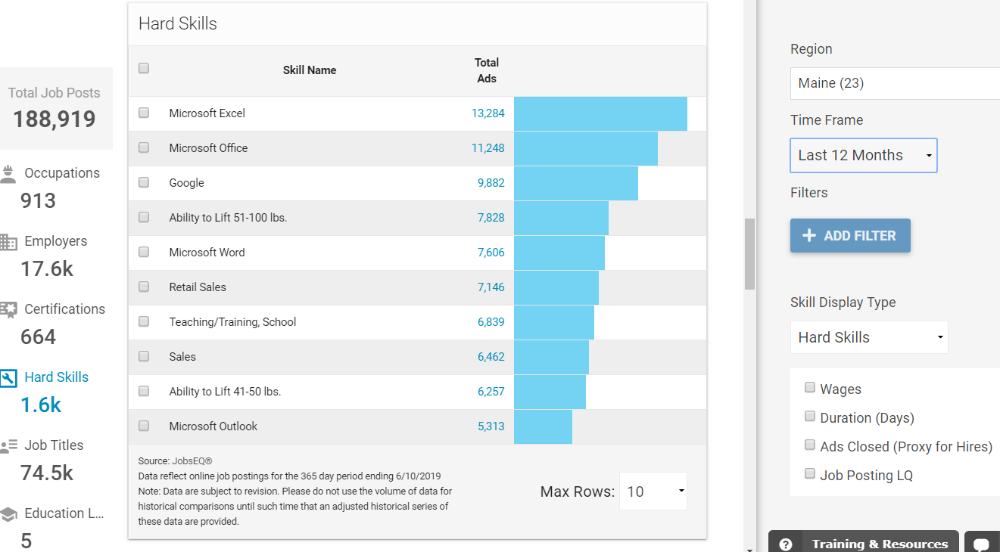 Hard Skills
Skill Name
Total
Ads
Microsoft Excel 13,284
Microsoft Office 11,248
Google 9,882
Ability to Lift 51-100 lbs. 7,828
Microsoft Word 7,606
Retail Sales 7,146
Teaching/Training, School 6,839
Sales 6,462
Ability to Lift 41-50 lbs. 6,257
Microsoft Outlook 5,313
Source: JobsEQ®
Data reflect online job postings for the 365 day period ending 6/10/2019
Note: Data are subject to revision. Please do not use the volume of data for
historical comparisons until such time that an adjusted historical series of
these data are provided.
Max Rows: 10
Total Job Posts
188,919
Occupations
913
Employers
17.6k
Certifications
664
Hard Skills
1.6k
Job Titles
74.5k
Education L...
5
Region
Maine (23)
Time Frame
Last 12 Months
Filters
+ ADD FILTER
Skill Display Type
Hard Skills
Wages
Duration (Days)
Ads Closed (Proxy for Hires)
Job Posting LQ
? Training & Resources